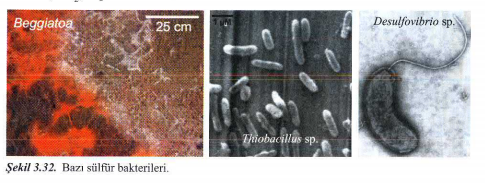 Beggiatoa
25 cm
1 µm
Thiobacillus sp.
Desulfovibrio sp.
Şekil 3.32. Bazı sülfür bakterileri.